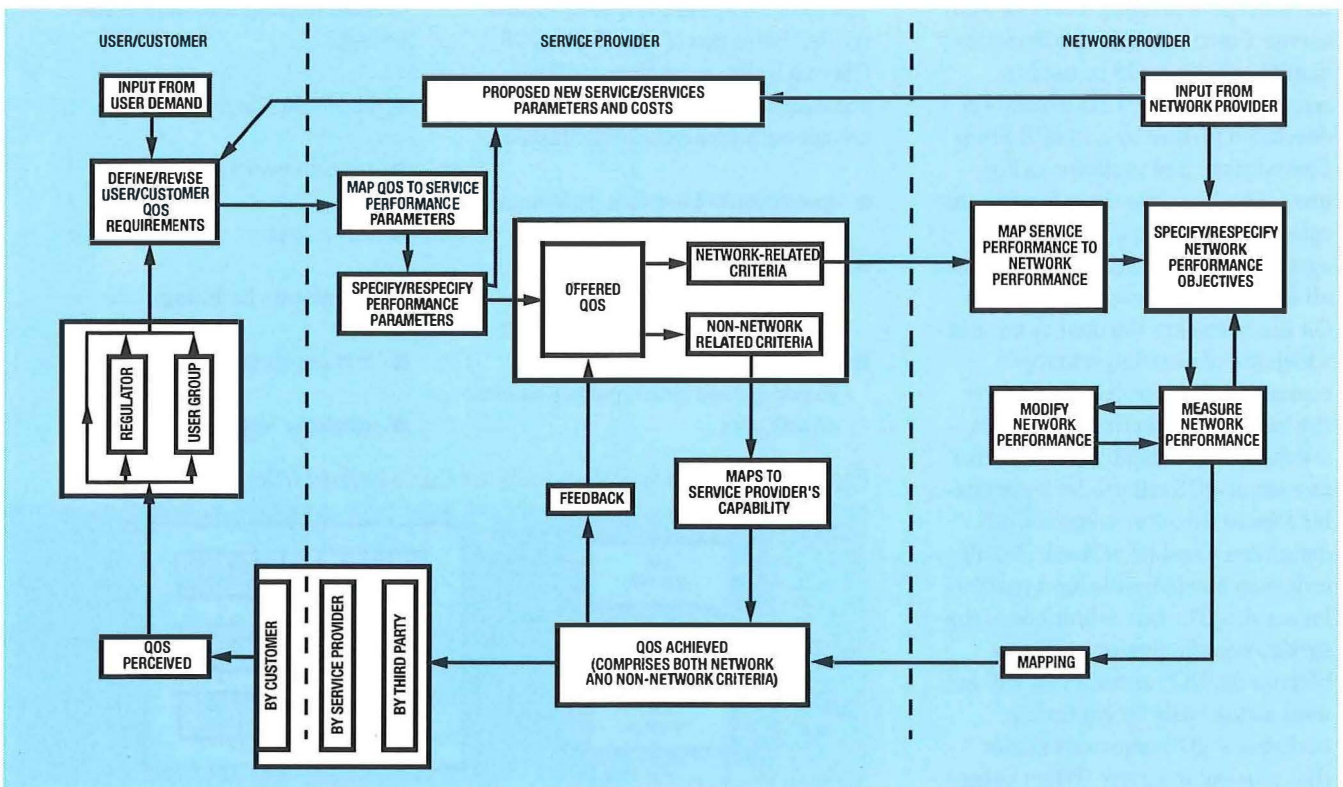 USER/CUSTOMER
SERVICE PROVIDER
NETWORK PROVIDER
INPUT FROM
USER DEMAND
PROPOSED NEW SERVICE/SERVICES
PARAMETERS AND COSTS
INPUT FROM
NETWORK PROVIDER
DEFINE/REVISE
USER/CUSTOMER
QOS
REQUIREMENTS
MAP QOS TO SERVICE
PERFORMANCE
PARAMETERS
SPECIFY/RESPECIFY
PERFORMANCE
PARAMETERS
OFFERED
QOS
NETWORK-RELATED
CRITERIA
NON-NETWORK
RELATED CRITERIA
MAP SERVICE
PERFORMANCE TO
NETWORK
PERFORMANCE
SPECIFY/RESPECIFY
NETWORK
PERFORMANCE
OBJECTIVES
REGULATOR
USER GROUP
MODIFY
NETWORK
PERFORMANCE
MEASURE
NETWORK
PERFORMANCE
FEEDBACK
MAPS TO
SERVICE PROVIDER'S
CAPABILITY
QOS
PERCEIVED
BY CUSTOMER
BY SERVICE PROVIDER
BY THIRD PARTY
QOS ACHIEVED
(COMPRISES BOTH NETWORK
AND NON-NETWORK CRITERIA)
MAPPING